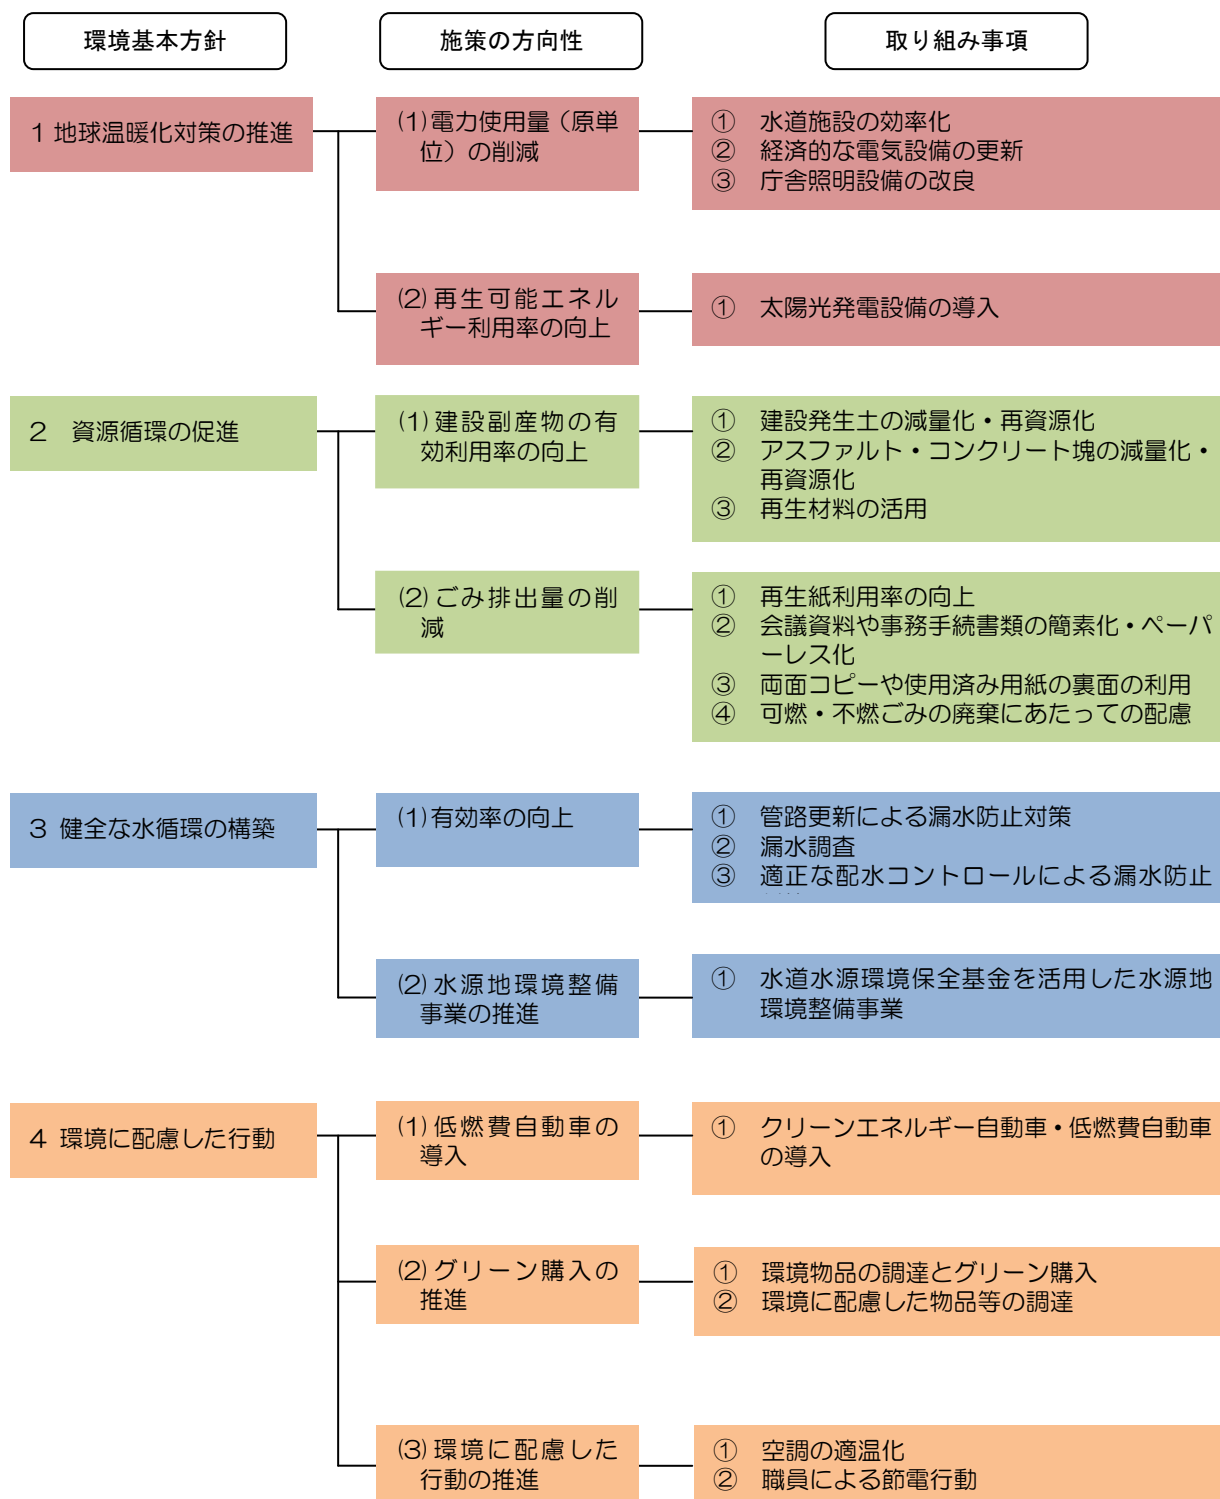 環境基本方針
施策の方向性
取り組み事項
1 地球温暖化対策の推進
(1)電力使用量（原単
位）の削減
① 水道施設の効率化
② 経済的な電気設備の更新
③ 庁舎照明設備の改良
(2)再生可能エネル
ギー利用率の向上
① 太陽光発電設備の導入
2 資源循環の促進
(1)建設副産物の有
効利用率の向上
① 建設発生土の減量化・再資源化
② アスファルト・コンクリート塊の減量化・
再資源化
③ 再生材料の活用
(2)ごみ排出量の削
減
① 再生紙利用率の向上
② 会議資料や事務手続書類の簡素化・ペーパ
ーレス化
③ 両面コピーや使用済み用紙の裏面の利用
④ 可燃・不燃ごみの廃棄にあたっての配慮
3 健全な水循環の構築
(1)有効率の向上
① 管路更新による漏水防止対策
② 漏水調査
③ 適正な配水コントロールによる漏水防止
(2)水源地環境整備
事業の推進
① 水道水源環境保全基金を活用した水源地
環境整備事業
4 環境に配慮した行動
(1)低燃費自動車の
導入
① クリーンエネルギー自動車・低燃費自動車
の導入
(2)グリーン購入の
推進
① 環境物品の調達とグリーン購入
② 環境に配慮した物品等の調達
(3)環境に配慮した
行動の推進
① 空調の適温化
② 職員による節電行動